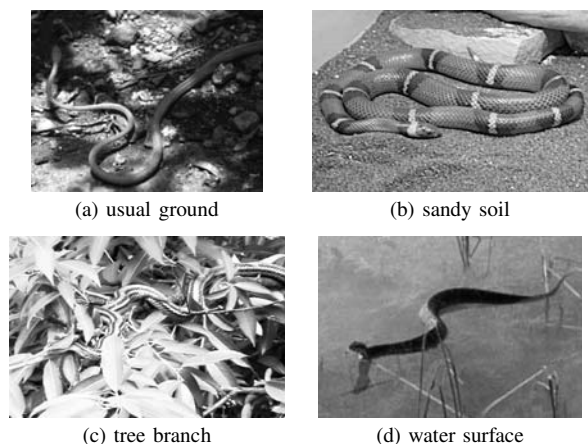 (a) usual ground
(b) sandy soil
(c) tree branch
(d) water surface